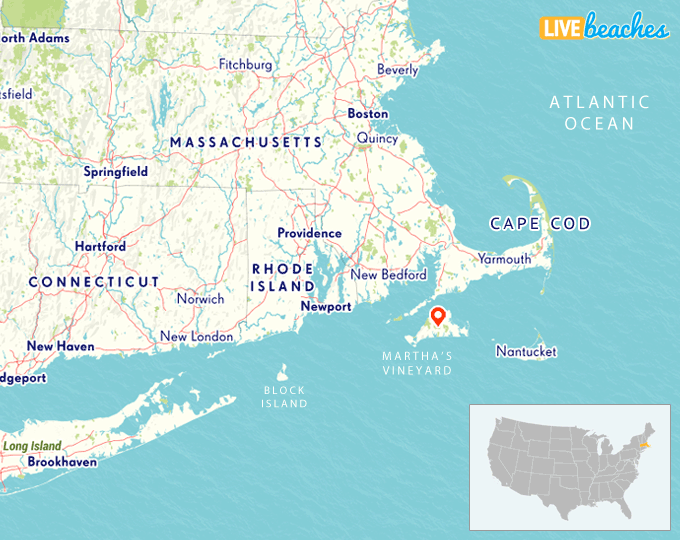 LIVE beaches
orth Adams
Fitchburg
Beverly
tsfield
ATLANTIC
OCEAN
Boston
MASSACHUSETTS
Quincy
Springfield
CAPE COD
Providence
Hartford
Yarmouth
RHODE
ISLAND
New Bedford
CONNECTICUT
Norwich
Newport
New London
New Haven
MARTHA'S
VINEYARD
Nantucket
dgeport
BLOCK
ISLAND
Long Island
Brookhaven